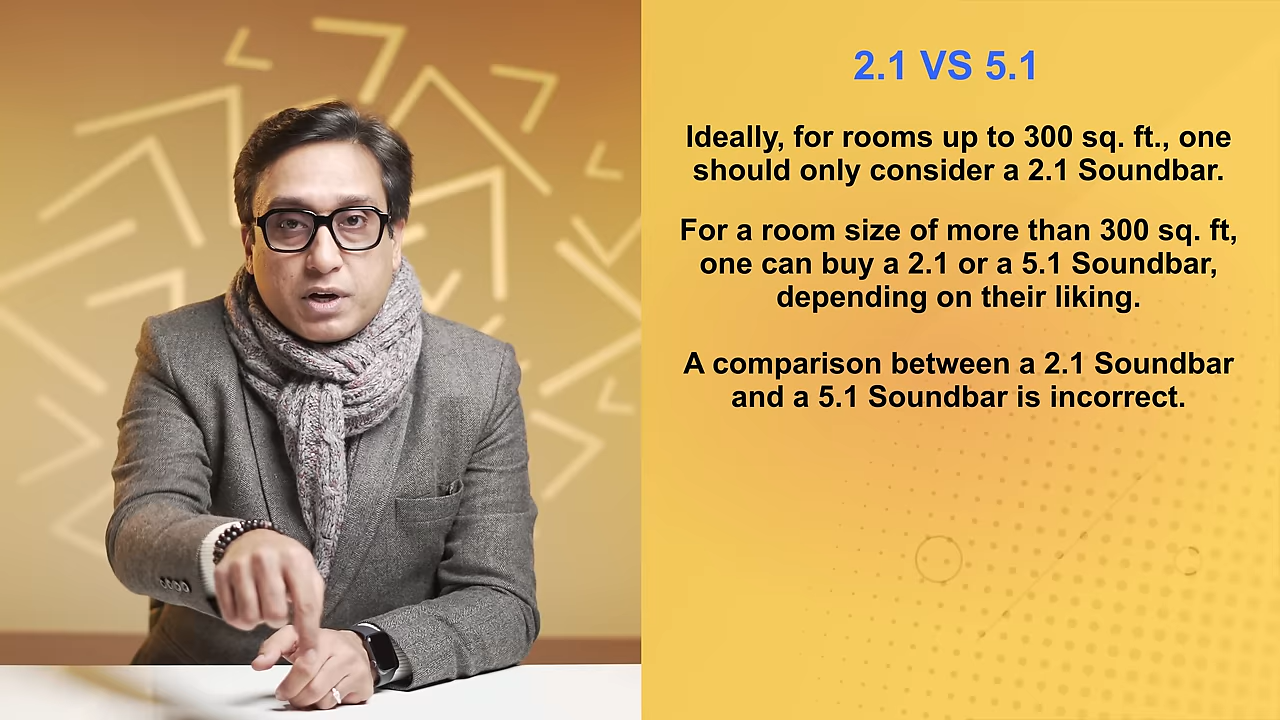 2.1 VS 5.1
Ideally, for rooms up to 300 sq. ft., one
should only consider a 2.1 Soundbar.
For a room size of more than 300 sq. ft,
one can buy a 2.1 or a 5.1 Soundbar,
depending on their liking.
A comparison between a 2.1 Soundbar
and a 5.1 Soundbar is incorrect.